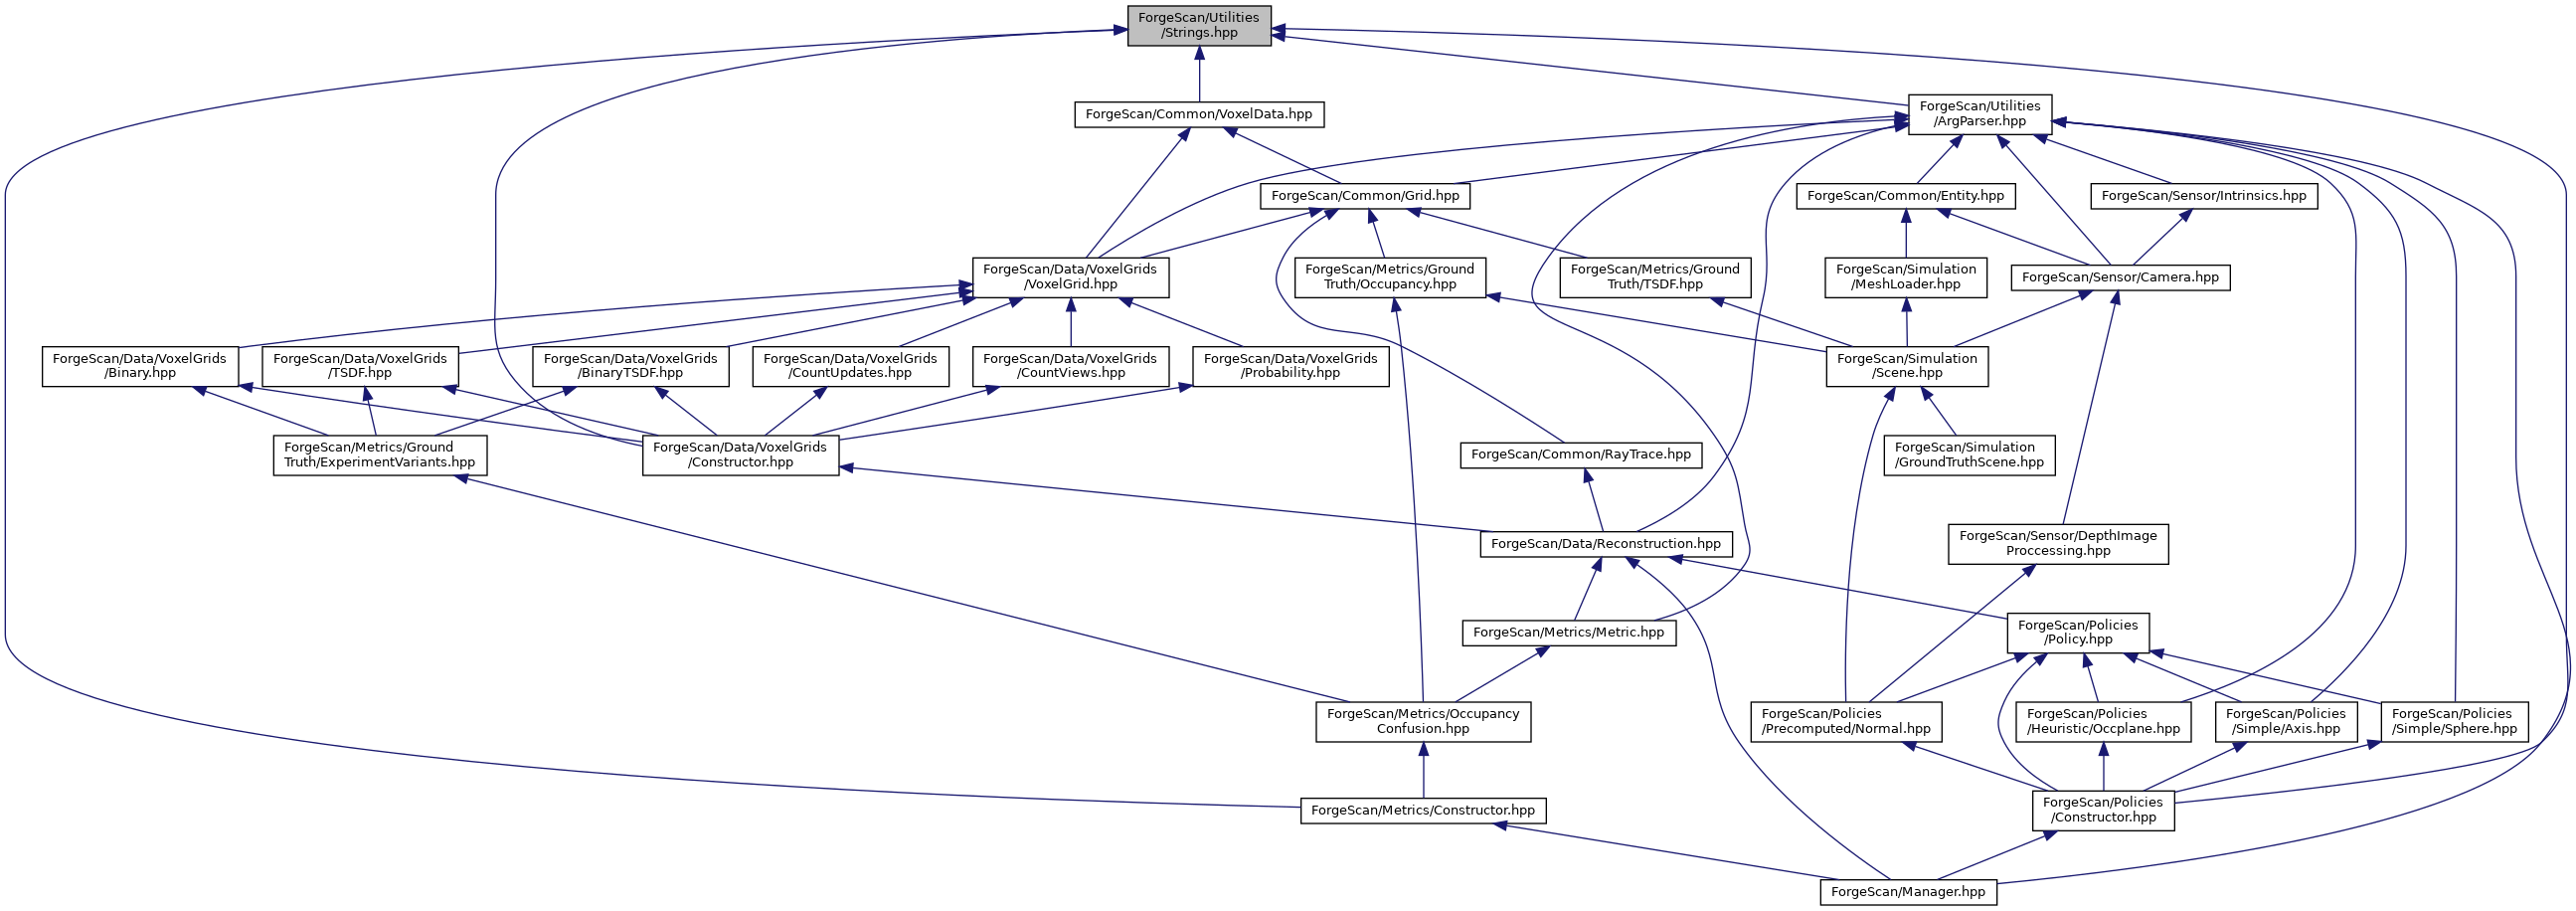 ForgeScan/Utilities
/Strings.hpp
ForgeScan/Common/VoxelData.hpp
ForgeScan/Utilities
/ArgParser.hpp
ForgeScan/Common/Grid.hpp
ForgeScan/Common/Entity.hpp
ForgeScan/Sensor/Intrinsics.hpp
ForgeScan/Data/VoxelGrids
/VoxelGrid.hpp
ForgeScan/Metrics/Ground
Truth/Occupancy.hpp
ForgeScan/Metrics/Ground
Truth/TSDF.hpp
ForgeScan/Simulation
/MeshLoader.hpp
ForgeScan/Sensor/Camera.hpp
ForgeScan/Data/VoxelGrids
/Binary.hpp
ForgeScan/Data/VoxelGrids
/TSDF.hpp
ForgeScan/Data/VoxelGrids
/BinaryTSDF.hpp
ForgeScan/Data/VoxelGrids
/CountUpdates.hpp
ForgeScan/Data/VoxelGrids
/CountViews.hpp
ForgeScan/Data/VoxelGrids
/Probability.hpp
ForgeScan/Simulation
/Scene.hpp
ForgeScan/Metrics/Ground
Truth/ExperimentVariants.hpp
ForgeScan/Data/VoxelGrids
/Constructor.hpp
ForgeScan/Common/RayTrace.hpp
ForgeScan/Simulation
/GroundTruthScene.hpp
ForgeScan/Data/Reconstruction.hpp
ForgeScan/Sensor/DepthImage
Proccessing.hpp
ForgeScan/Metrics/Metric.hpp
ForgeScan/Policies
/Policy.hpp
ForgeScan/Metrics/Occupancy
Confusion.hpp
ForgeScan/Policies
/Precomputed/Normal.hpp
ForgeScan/Policies
/Heuristic/Occplane.hpp
ForgeScan/Policies
/Simple/Axis.hpp
ForgeScan/Policies
/Simple/Sphere.hpp
ForgeScan/Metrics/Constructor.hpp
ForgeScan/Policies
/Constructor.hpp
ForgeScan/Manager.hpp